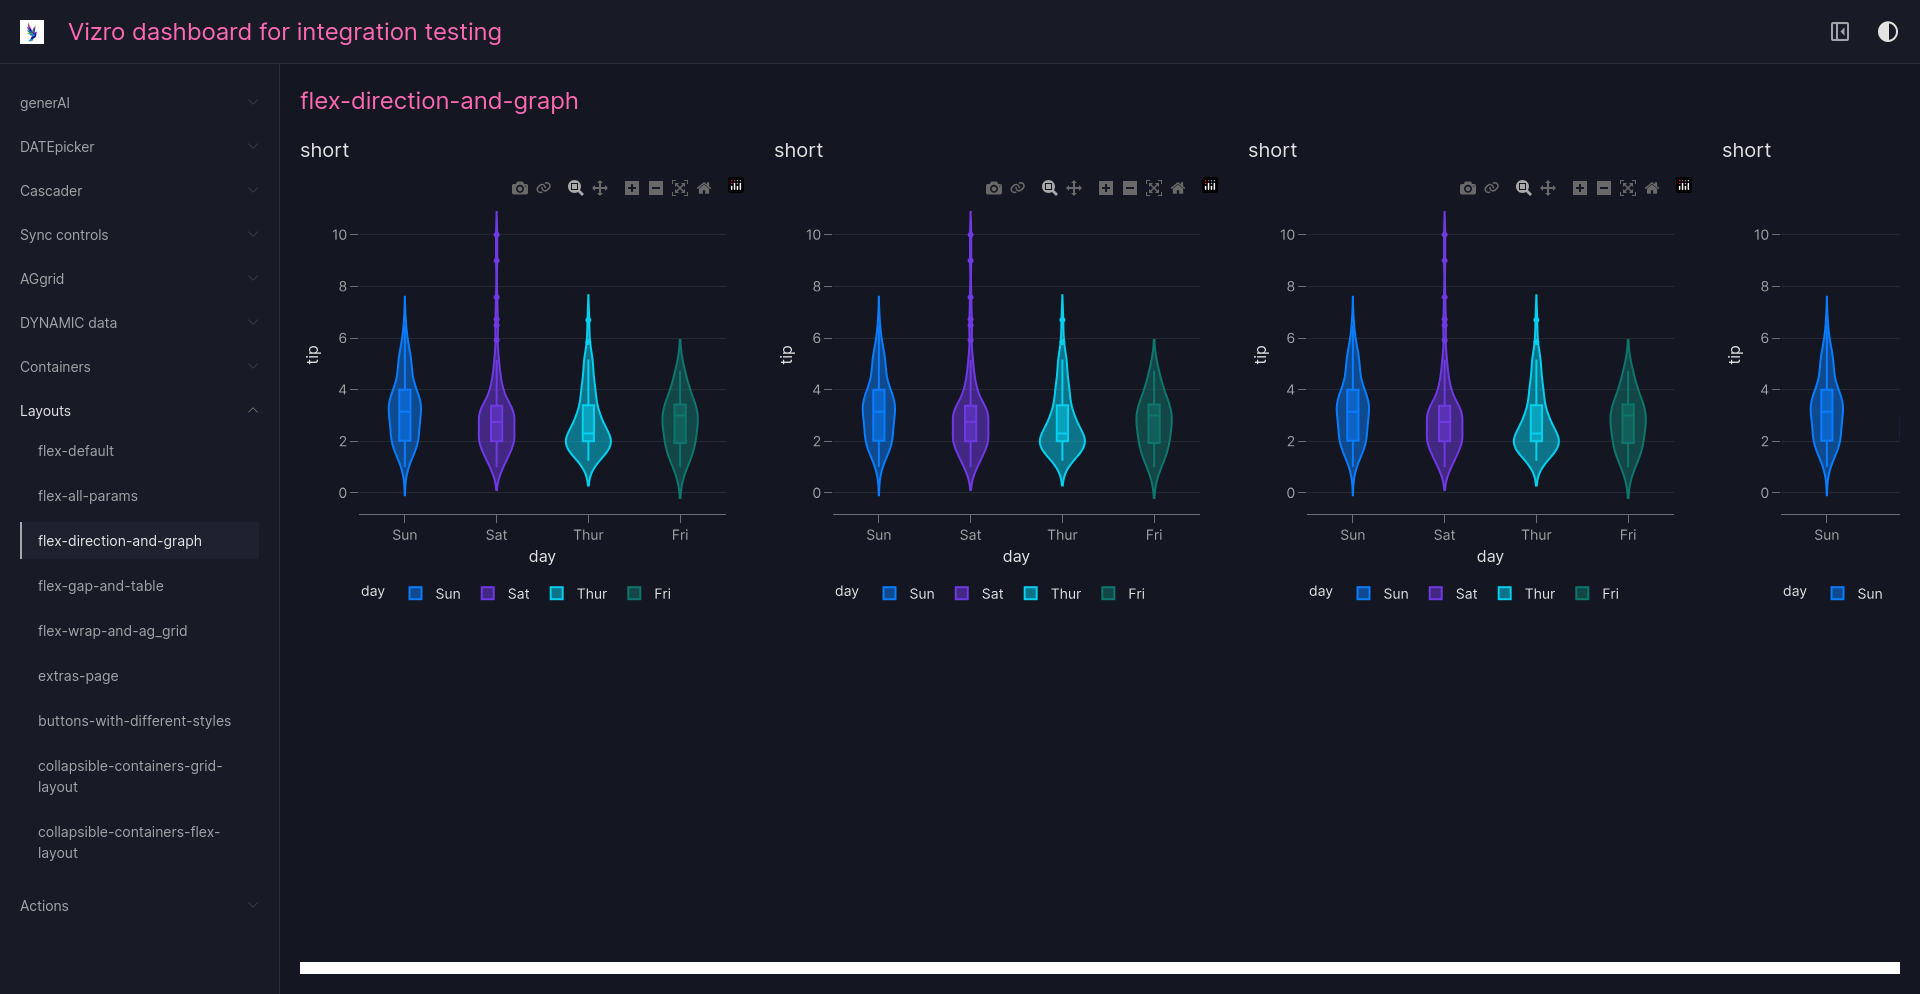 Vizro dashboard for integration testing
generAI
DATEpicker
Cascader
Sync controls
AGgrid
DYNAMIC data
Containers
Layouts
flex-default
flex-all-params
flex-direction-and-graph
flex-gap-and-table
flex-wrap-and-ag_grid
extras-page
buttons-with-different-styles
collapsible-containers-grid-
layout
collapsible-containers-flex-
layout
Actions
flex-direction-and-graph
short
10
8
6
4
2
0
tip
Sun Sat Thur Fri
day
day Sun Sat Thur Fri
short
10
8
6
4
2
0
tip
Sun Sat Thur Fri
day
day Sun Sat Thur Fri
short
10
8
6
4
2
0
tip
Sun Sat Thur Fri
day
day Sun Sat Thur Fri
short
10
8
6
4
2
0
tip
Sun
day Sun